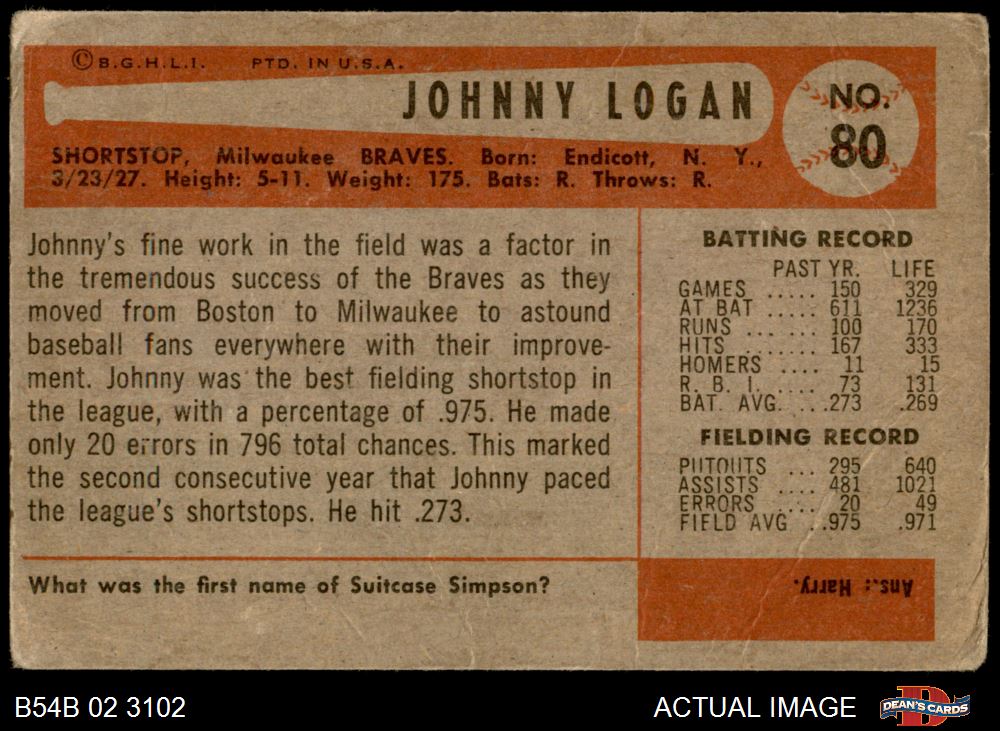 © B.G.H.L.I. PTD. IN U.S.A.
JOHNNY LOGAN
NO.
80
SHORTSTOP, Milwaukee BRAVES. Born: Endicott, N. Y.,
3/23/27. Height: 5-11. Weight: 175. Bats: R. Throws: R.
Johnny's fine work in the field was a factor in
the tremendous success of the Braves as they
moved from Boston to Milwaukee to astound
baseball fans everywhere with their improve-
ment. Johnny was the best fielding shortstop in
the league, with a percentage of .975. He made
only 20 errors in 796 total chances. This marked
the second consecutive year that Johnny paced
the league's shortstops. He hit .273.
BATTING RECORD
PAST YR. LIFE
GAMES ..... 150 329
AT BAT ..... 611 1236
RUNS ....... 100 170
HITS ........ 167 333
HOMERS .... 11 15
R. B. I. ..... 73 131
BAT. AVG. ...273 .269
FIELDING RECORD
PUTOUTS ... 295 640
ASSISTS .... 481 1021
ERRORS .... 20 49
FIELD AVG ..975 .971
What was the first name of Suitcase Simpson?
Ans.: Harry.
B54B 02 3102
ACTUAL IMAGE
D
DEAN'S CARDS